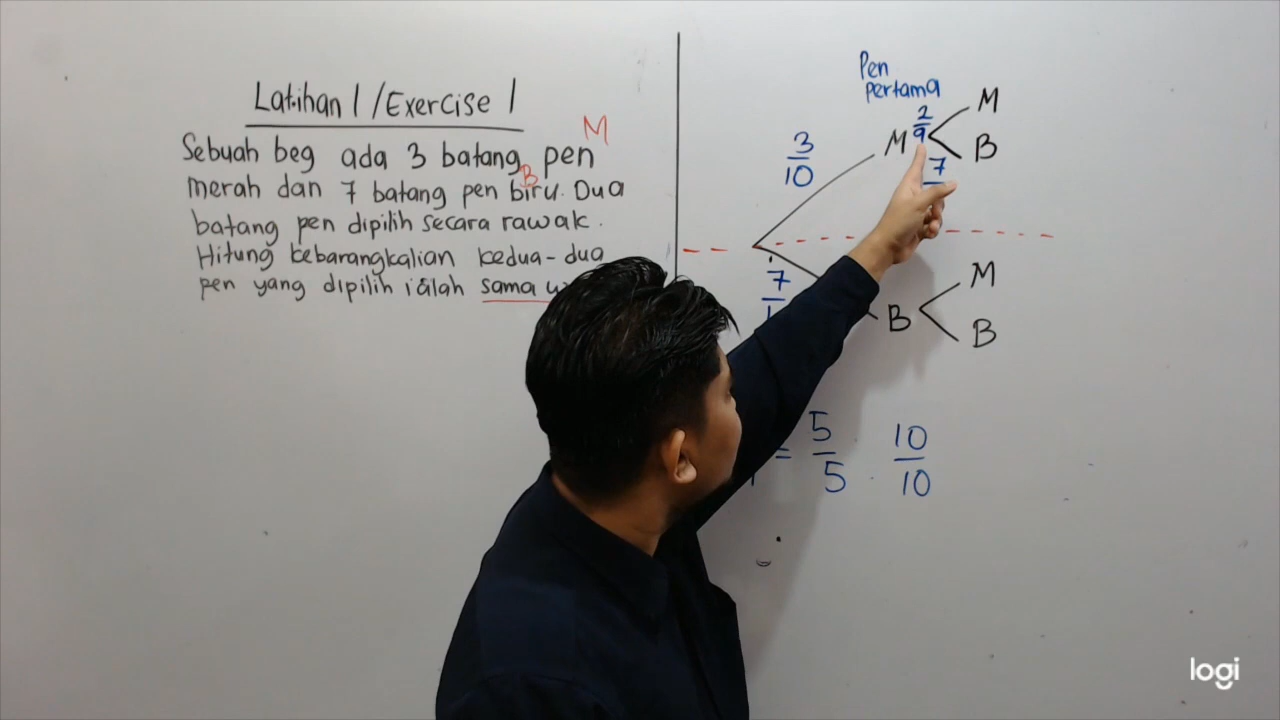 Latihan 1 / Exercise 1
M
Sebuah beg ada 3 batang pen
B
merah dan 7 batang pen biru. Dua
batang pen dipilih secara rawak.
Hitung kebarangkalian kedua-dua
pen yang dipilih ialah sama
Pen
pertama
3/10
M
2/9
M
B
7
7
B
M
B
= 5/5 10/10
logi